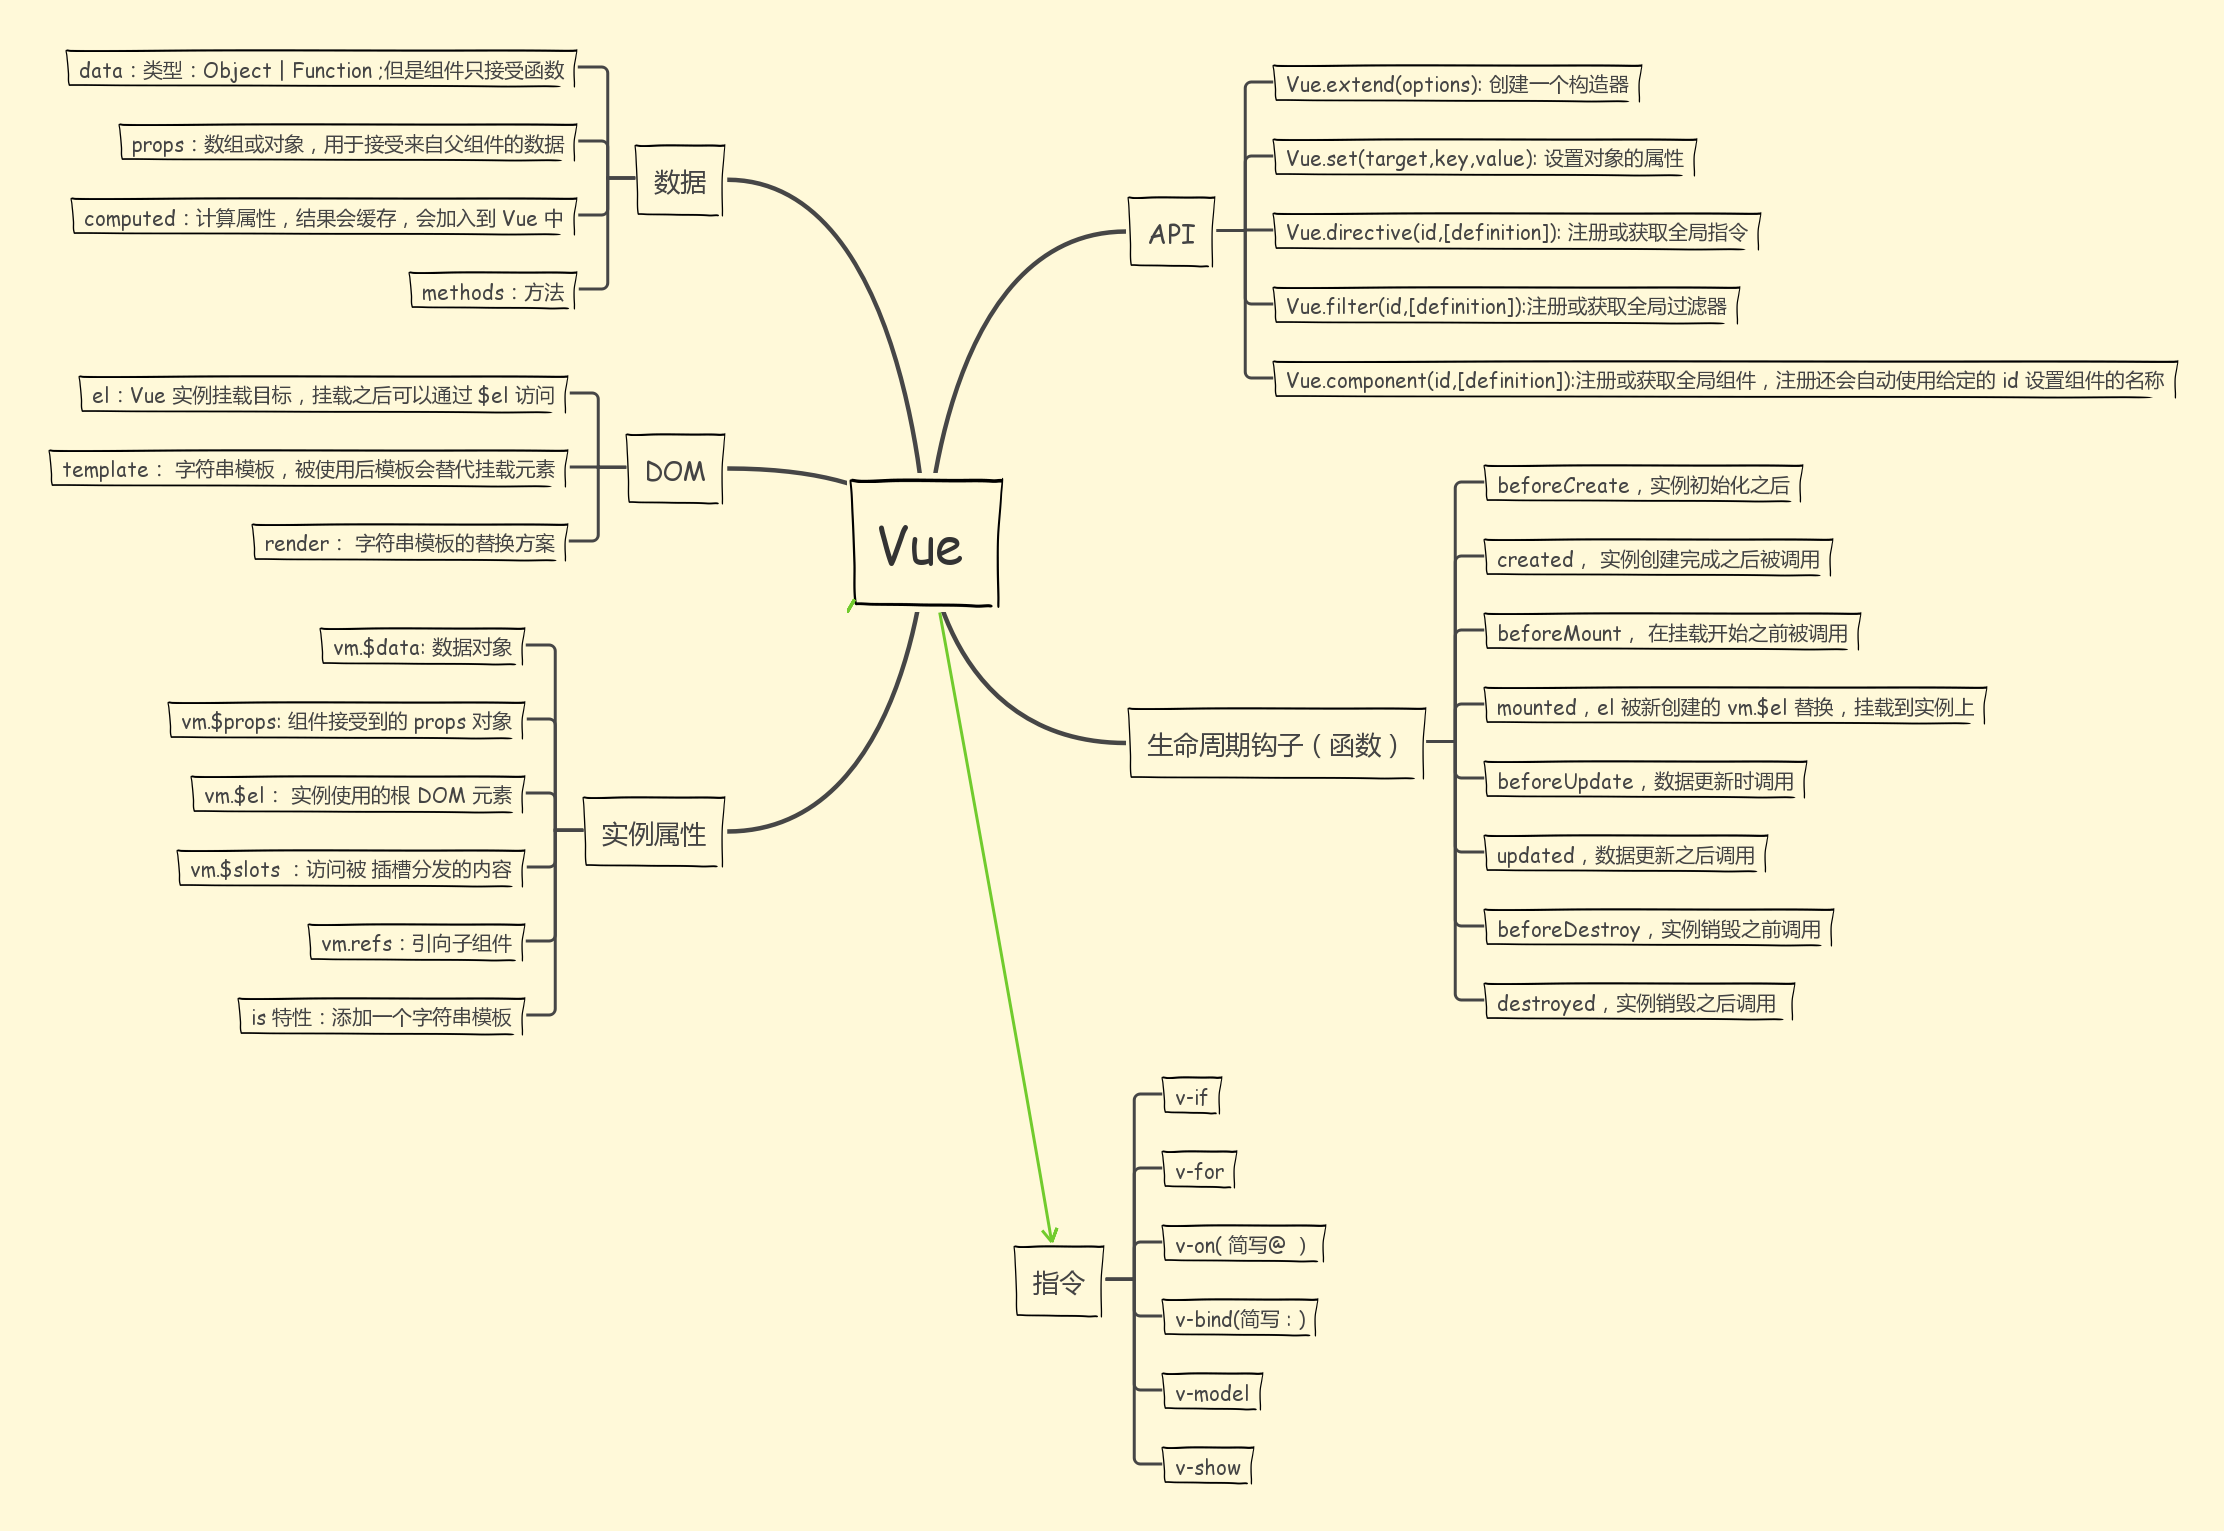 Vue
数据
data：类型：Object | Function ;但是组件只接受函数
props：数组或对象，用于接受来自父组件的数据
computed：计算属性，结果会缓存，会加入到 Vue 中
methods：方法
DOM
el：Vue 实例挂载目标，挂载之后可以通过 $el 访问
template： 字符串模板，被使用后模板会替代挂载元素
render： 字符串模板的替换方案
实例属性
vm.$data: 数据对象
vm.$props: 组件接受到的 props 对象
vm.$el： 实例使用的根 DOM 元素
vm.$slots ：访问被 插槽分发的内容
vm.refs：引向子组件
is 特性：添加一个字符串模板
API
Vue.extend(options): 创建一个构造器
Vue.set(target,key,value): 设置对象的属性
Vue.directive(id,[definition]): 注册或获取全局指令
Vue.filter(id,[definition]):注册或获取全局过滤器
Vue.component(id,[definition]):注册或获取全局组件，注册还会自动使用给定的 id 设置组件的名称
生命周期钩子（函数）
beforeCreate，实例初始化之后
created， 实例创建完成之后被调用
beforeMount， 在挂载开始之前被调用
mounted，el 被新创建的 vm.$el 替换，挂载到实例上
beforeUpdate，数据更新时调用
updated，数据更新之后调用
beforeDestroy，实例销毁之前调用
destroyed，实例销毁之后调用
指令
v-if
v-for
v-on( 简写@ ）
v-bind(简写：)
v-model
v-show